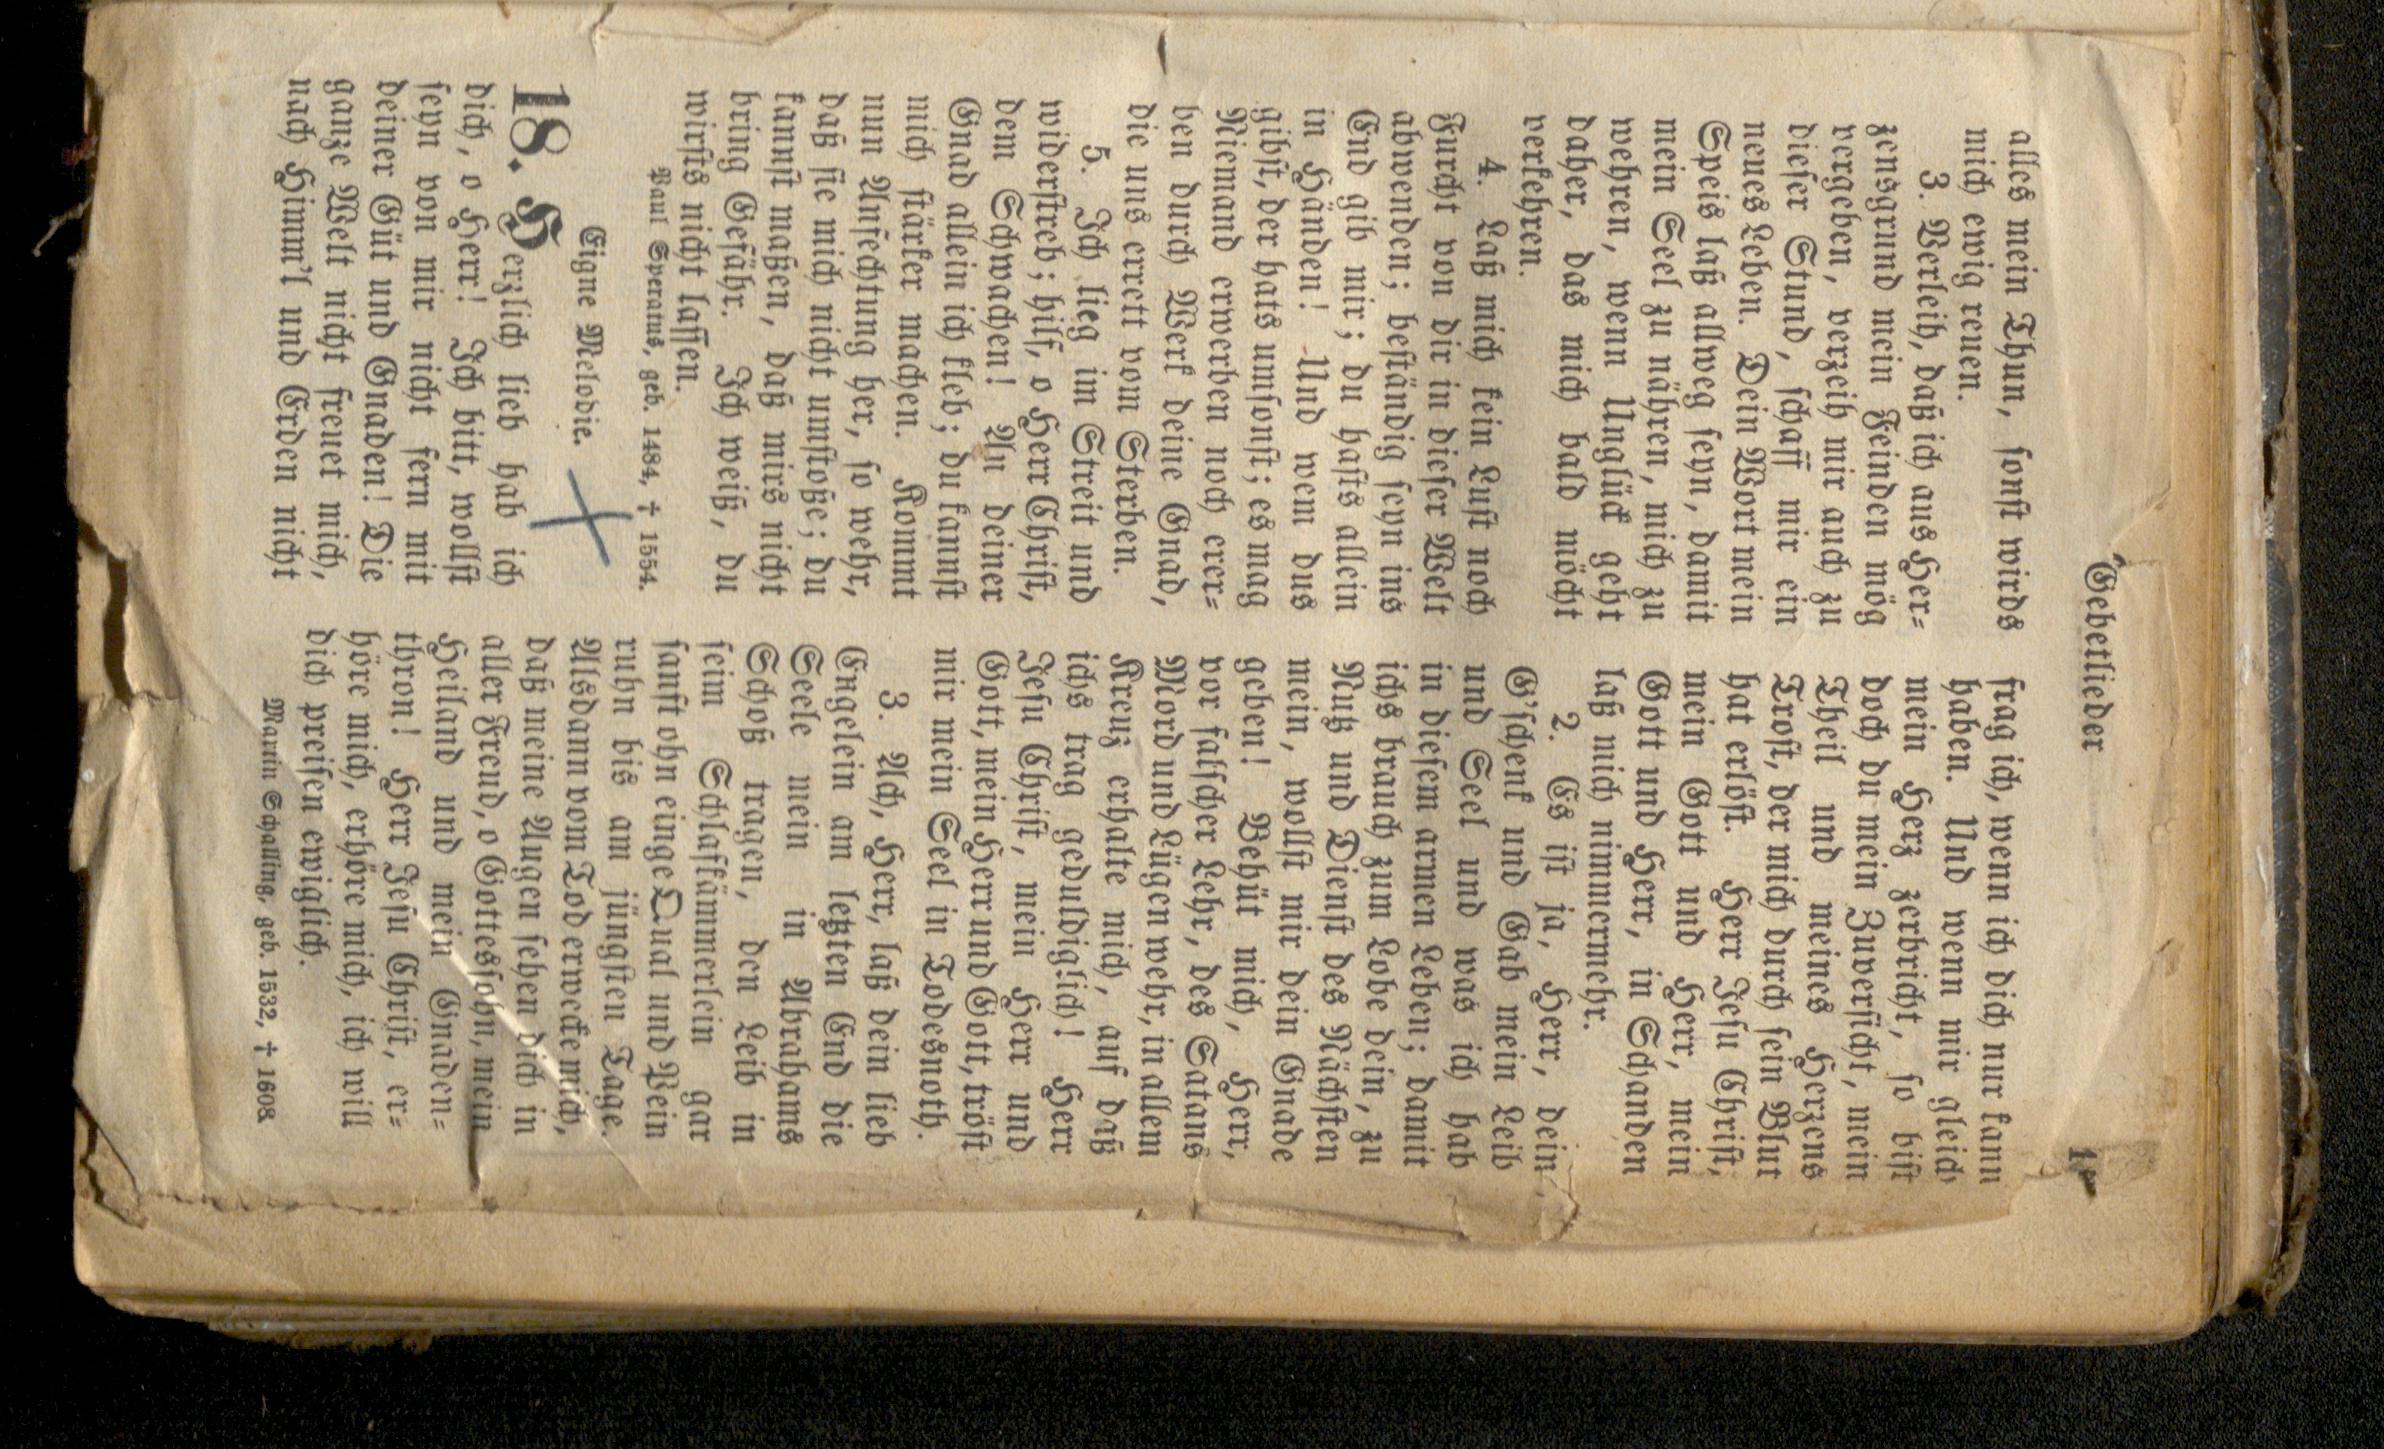 Gebetlieder
alles mein Thun, ſonſt wirds
mich ewig reuen.
3. Verleih, daß ich aus Her-
zensgrund mein Feinden mög
vergeben, verzeih mir auch zu
dieſer Stund, ſchaff mir ein
neues Leben. Dein Wort mein
Speis laß allweg ſeyn, damit
mein Seel zu nähren, mich zu
wehren, wenn Unglück geht
daher, das mich bald möcht
verkehren.
4. Laß mich kein Luſt noch
Furcht von dir in dieſer Welt
abwenden; beſtändig ſeyn ins
End gib mir; du haſts allein
in Händen! Und wem dus
gibſt, der hats umſonſt; es mag
Niemand erwerben noch erer-
ben durch Werk deine Gnad,
die uns errett vom Sterben.
5. Ich lieg im Streit und
widerſtreb; hilf, o Herr Chriſt,
dem Schwachen! An deiner
Gnad allein ich kleb; du kannſt
mich ſtärker machen. Kommt
nun Anfechtung her, ſo wehr,
daß ſie mich nicht umſtoße; du
kannſt maßen, daß mirs nicht
bring Gefähr. Ich weiß, du
wirſts nicht laſſen.
Paul Speratus, geb. 1484, † 1554.
Eigne Melodie.
18. Herzlich lieb hab ich
dich, o Herr! Ich bitt, wollſt
ſeyn von mir nicht fern mit
deiner Güt und Gnaden! Die
ganze Welt nicht freuet mich,
nach Himm'l und Erden nicht
frag ich, wenn ich dich nur kann
haben. Und wenn mir gleich
mein Herz zerbricht, ſo biſt
doch du mein Zuverſicht, mein
Theil und meines Herzens
Troſt, der mich durch ſein Blut
hat erlöſt. Herr Jeſu Chriſt,
mein Gott und Herr, mein
Gott und Herr, in Schanden
laß mich nimmermehr.
2. Es iſt ja, Herr, dein
G'ſchenk und Gab mein Leib
und Seel und was ich hab
in dieſem armen Leben; damit
ichs brauch zum Lobe dein, zu
Nutz und Dienſt des Nächſten
mein, wollſt mir dein Gnade
geben! Behüt mich, Herr,
vor falſcher Lehr, des Satans
Mord und Lügen wehr, in allem
Kreuz erhalte mich, auf daß
ichs trag geduldiglich! Herr
Jeſu Chriſt, mein Herr und
Gott, mein Herr und Gott, tröſt
mir mein Seel in Todesnoth.
3. Ach, Herr, laß dein lieb
Engelein am letzten End die
Seele mein in Abrahams
Schoß tragen, den Leib in
ſeim Schlafkämmerlein gar
ſanft ohn einge Qual und Pein
ruhn bis am jüngſten Tage.
Alsdann vom Tod erwecke mich,
daß meine Augen ſehen dich in
aller Freud, o Gottesſohn, mein
Heiland und mein Gnaden-
thron! Herr Jeſu Chriſt, er-
höre mich, erhöre mich, ich will
dich preiſen ewiglich.
Martin Schalling, geb. 1532, † 1608